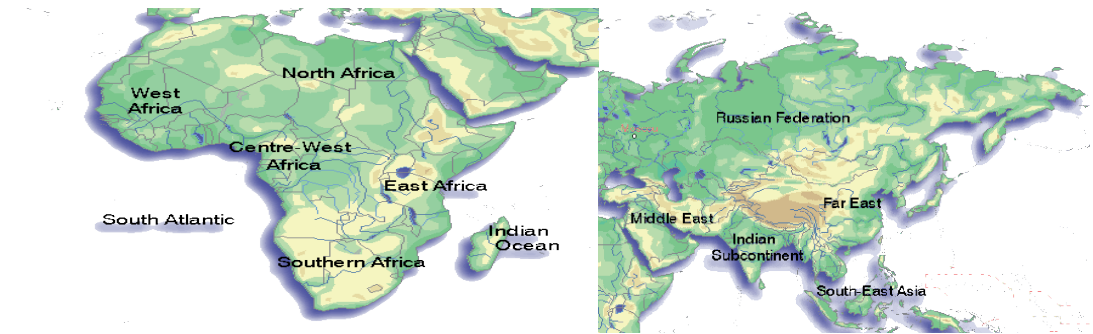 North Africa
West
Africa
Centre-West
Africa
East Africa
South Atlantic
Indian
Ocean
Southern Africa
Russian Federation
Far East
Middle East
Indian
Subcontinent
South-East Asia